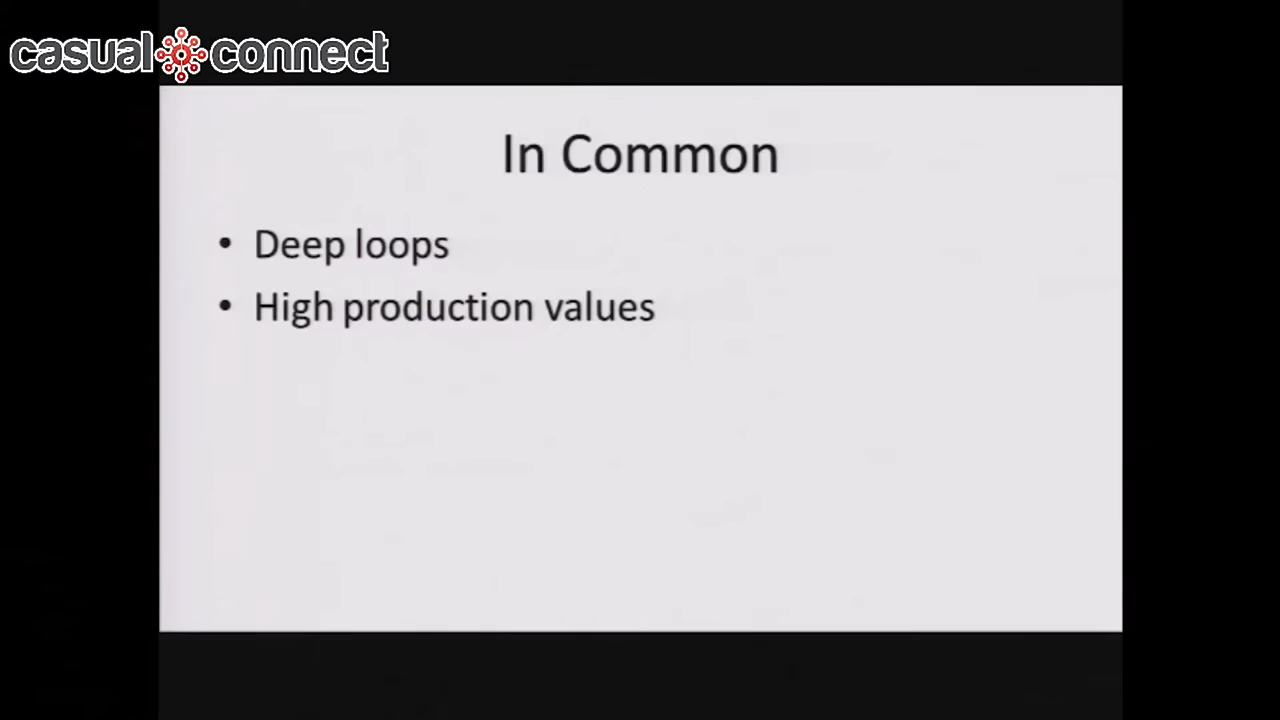 casual connect
In Common
• Deep loops
• High production values